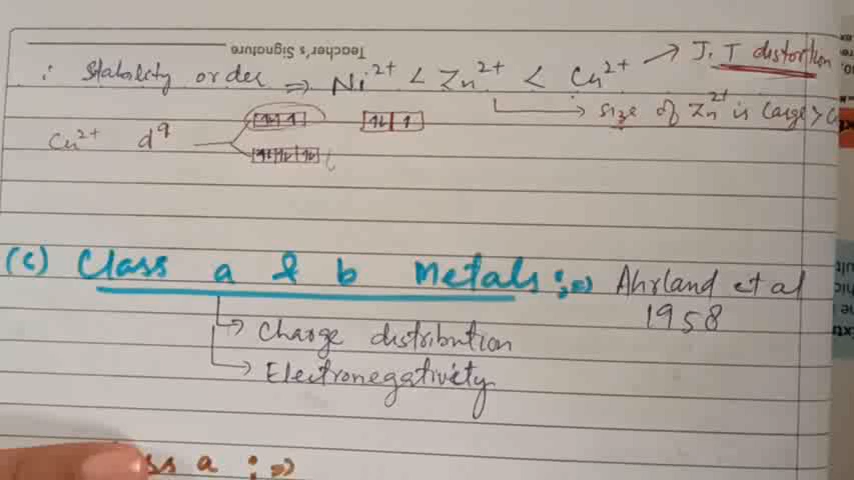 Teacher's Signature
∴ Stability order ⇒ Ni²⁺ < Zn²⁺ < Cu²⁺ → J.T distortion
→ size of Zn²⁺ is large >
Cu²⁺ d⁹
(c) Class a & b Metals :⇒ Ahrland et al
1958
→ Charge distribution
→ Electronegativity
ss a :⇒